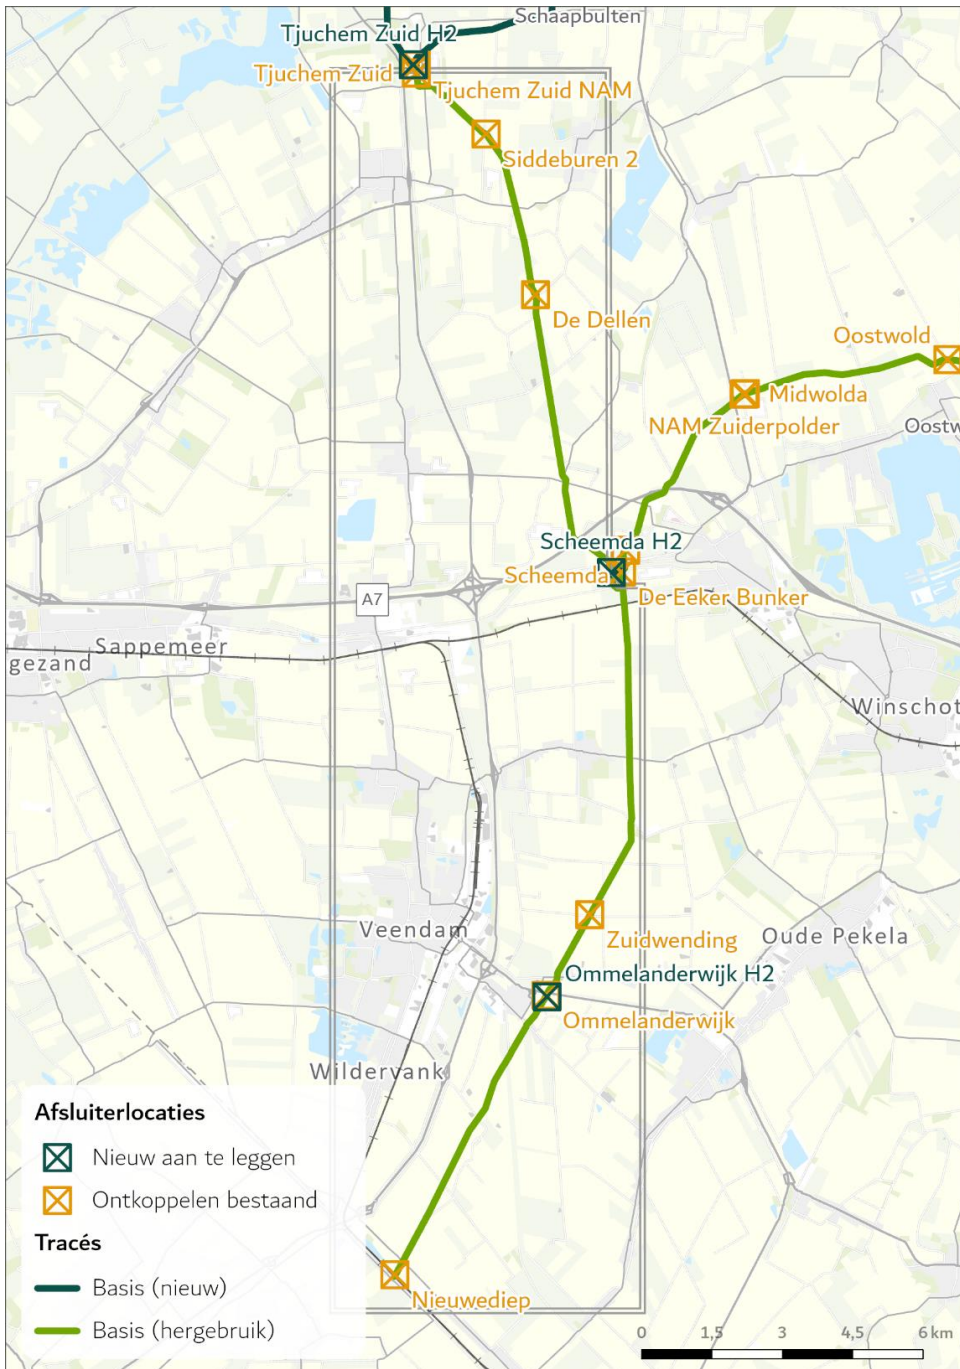 Schaapbulten
Tjuchem Zuid H2
Tjuchem Zuid
Tjuchem Zuid NAM
Siddeburen 2
De Dellen
Oostwold
Midwolda
NAM Zuiderpolder
Oostw
Scheemda H2
Scheemda
De Eeker Bunker
A7
Sappemeer
gezand
Winschot
Veendam
Zuidwending
Oude Pekela
Ommelanderwijk H2
Ommelanderwijk
Wildervank
Afsluiterlocaties
Nieuw aan te leggen
Ontkoppelen bestaand
Tracés
Basis (nieuw)
Basis (hergebruik)
Nieuwediep
0 1,5 3 4,5 6 km